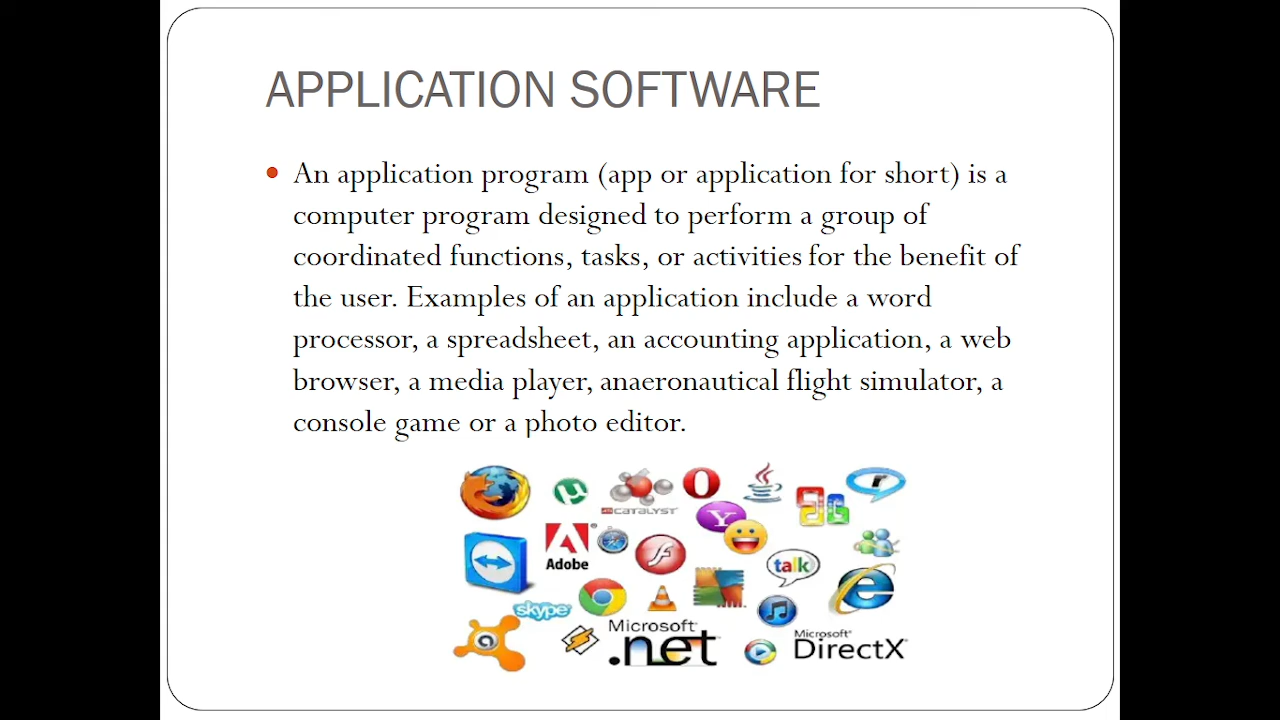 APPLICATION SOFTWARE
• An application program (app or application for short) is a
computer program designed to perform a group of
coordinated functions, tasks, or activities for the benefit of
the user. Examples of an application include a word
processor, a spreadsheet, an accounting application, a web
browser, a media player, anaeronautical flight simulator, a
console game or a photo editor.
µ
CATALYST
Y!
Adobe
talk
skype
Microsoft®
.net
Microsoft®
DirectX